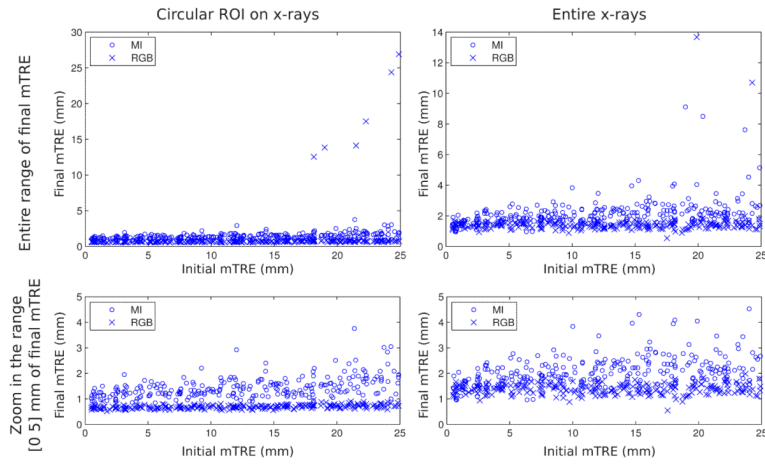 Circular ROI on x-rays
Entire x-rays
Entire range of final mTRE
Final mTRE (mm)
30
25
20
15
10
5
0
MI
RGB
0 5 10 15 20 25
Initial mTRE (mm)
Final mTRE (mm)
14
12
10
8
6
4
2
0
MI
RGB
0 5 10 15 20 25
Initial mTRE (mm)
Zoom in the range
[0 5] mm of final mTRE
Final mTRE (mm)
5
4
3
2
1
0
MI
RGB
0 5 10 15 20 25
Initial mTRE (mm)
Final mTRE (mm)
5
4
3
2
1
0
MI
RGB
0 5 10 15 20 25
Initial mTRE (mm)